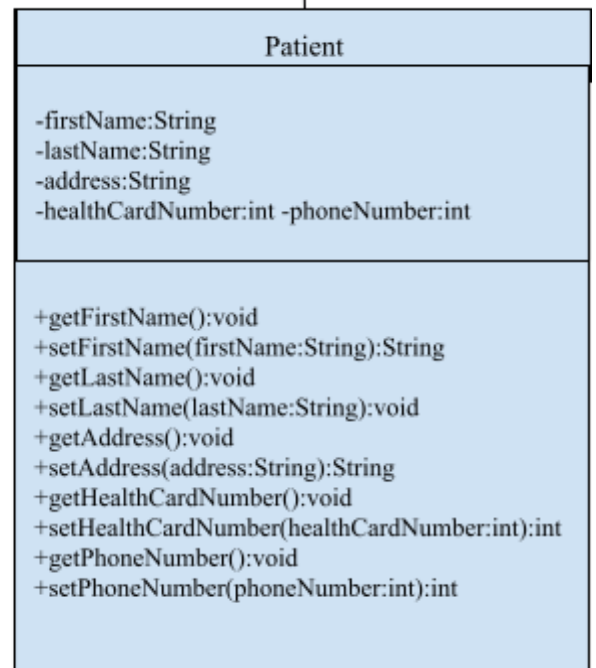 Patient
-firstName:String
-lastName:String
-address:String
-healthCardNumber:int -phoneNumber:int
+getFirstName():void
+setFirstName(firstName:String):String
+getLastName():void
+setLastName(lastName:String):void
+getAddress():void
+setAddress(address:String):String
+getHealthCardNumber():void
+setHealthCardNumber(healthCardNumber:int):int
+getPhoneNumber():void
+setPhoneNumber(phoneNumber:int):int